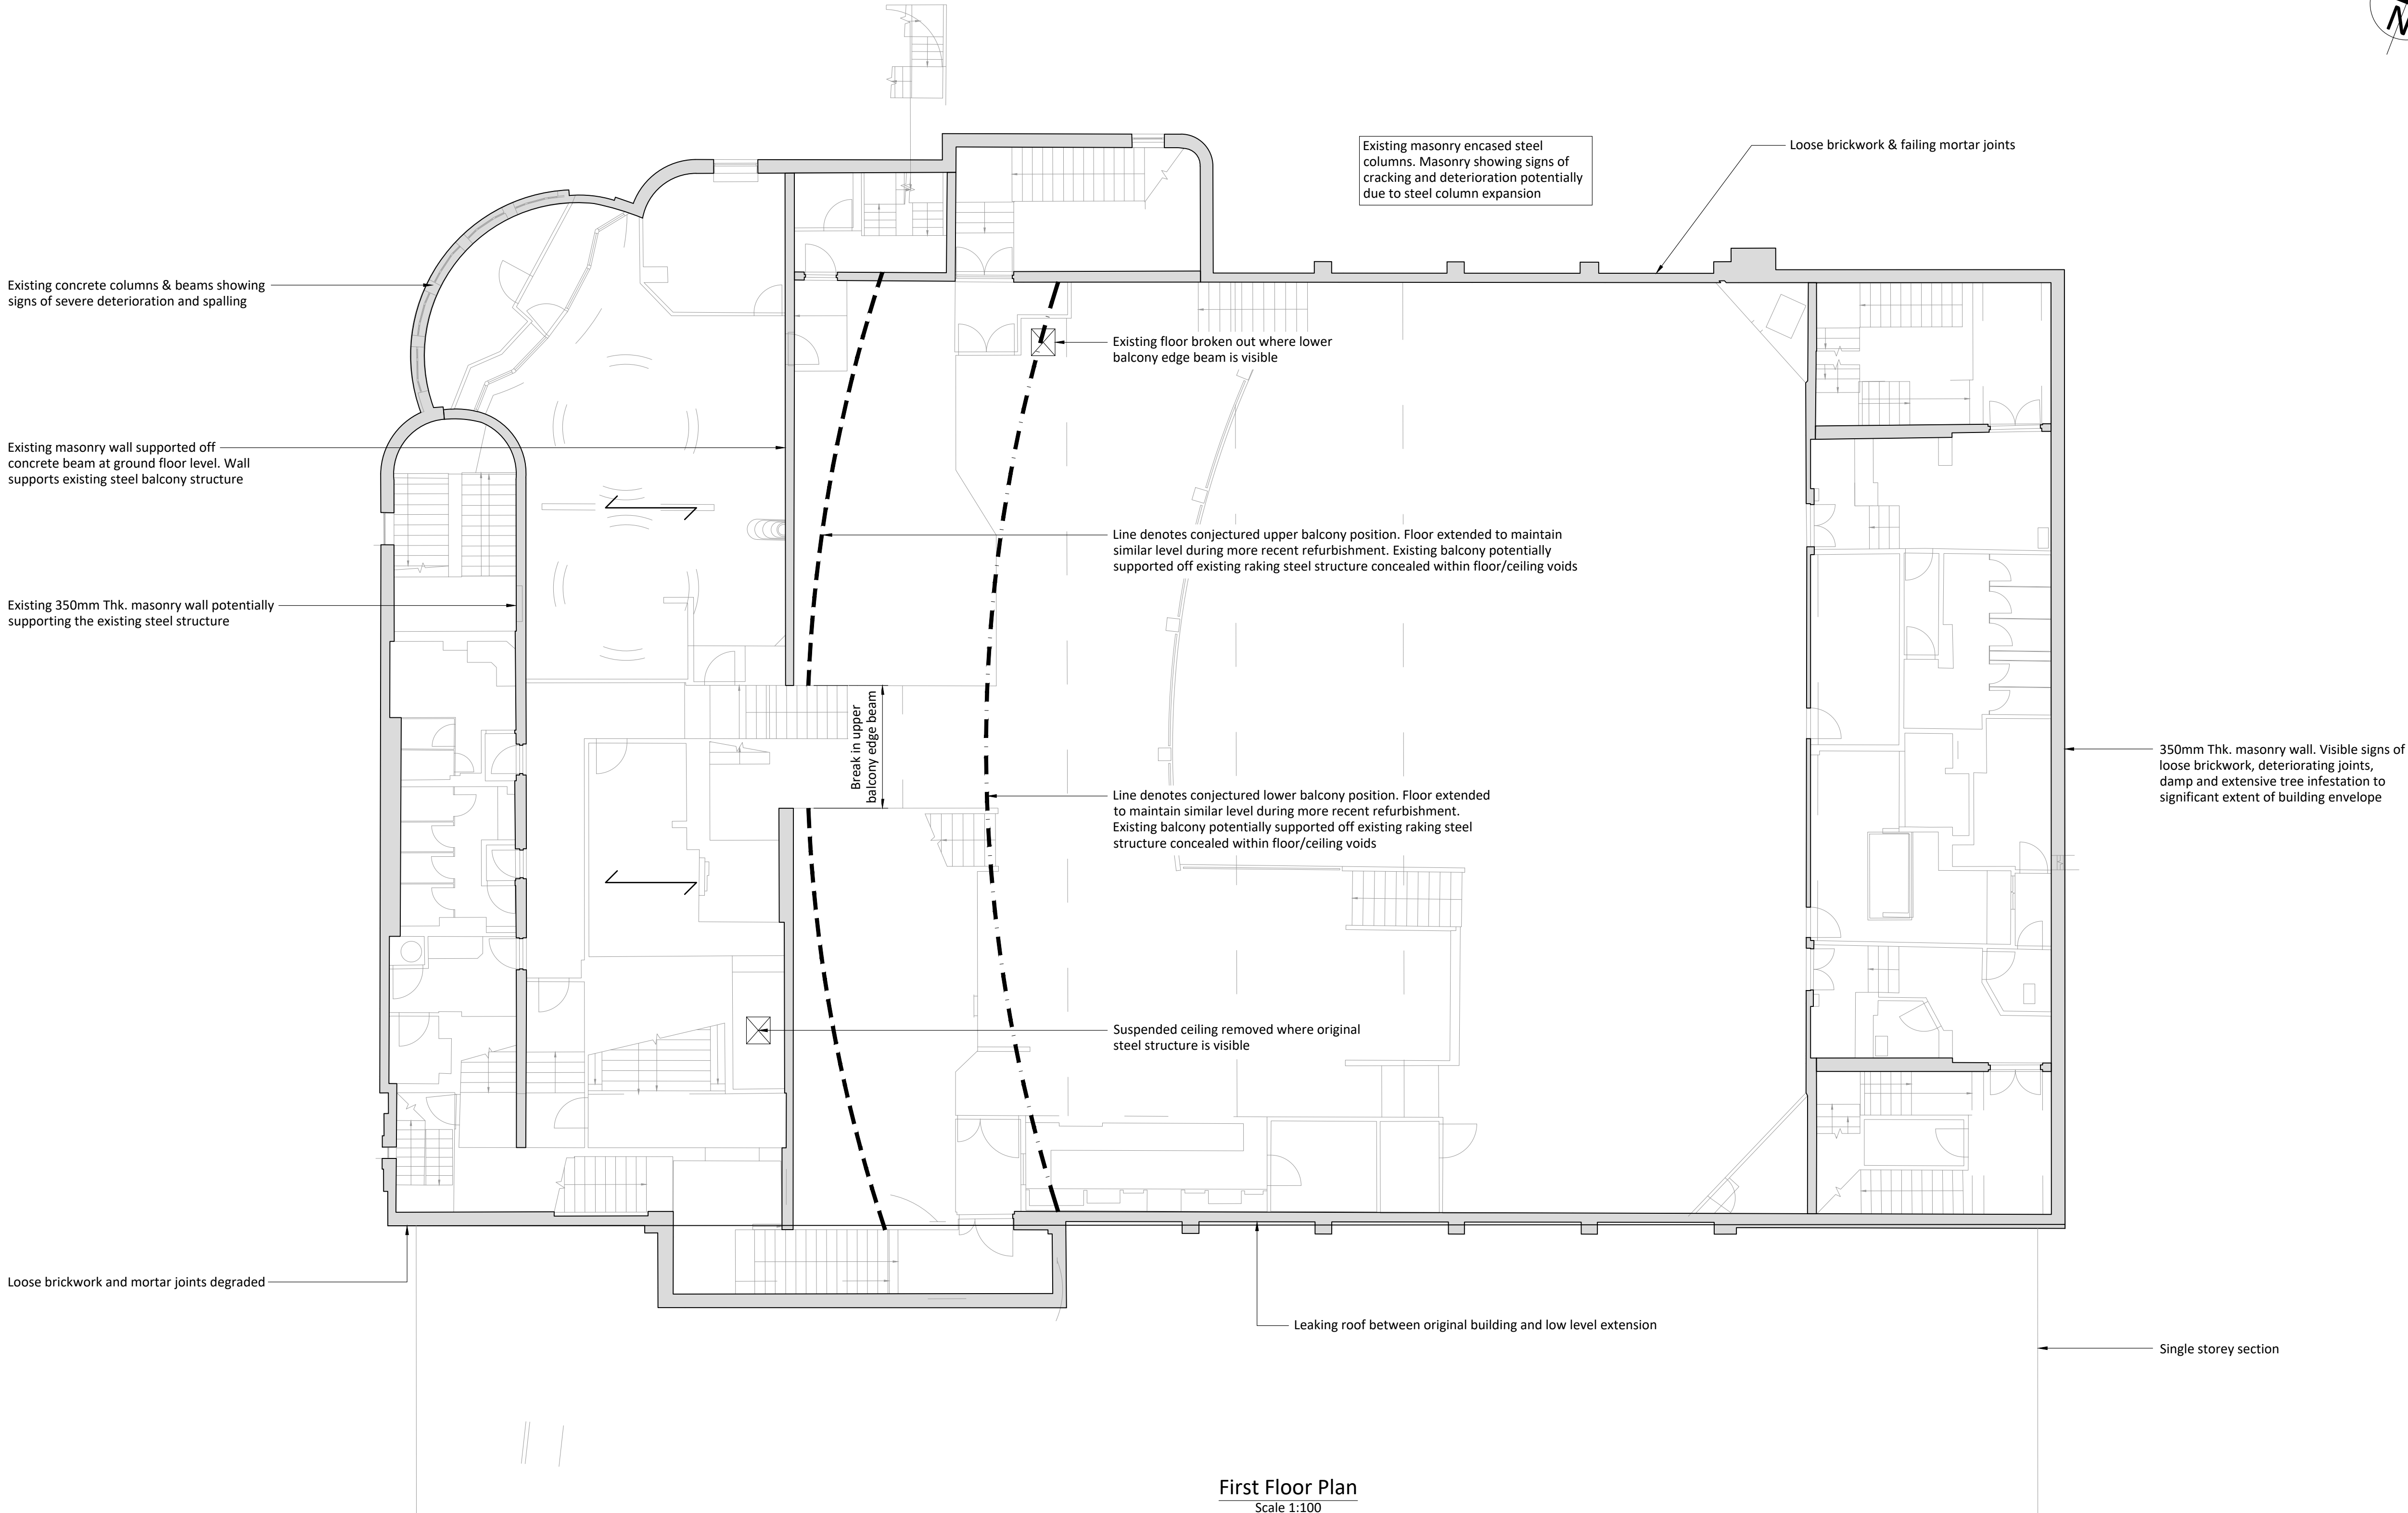 N
Existing masonry encased steel
columns. Masonry showing signs of
cracking and deterioration potentially
due to steel column expansion
Loose brickwork & failing mortar joints
Existing concrete columns & beams showing
signs of severe deterioration and spalling
Existing floor broken out where lower
balcony edge beam is visible
Existing masonry wall supported off
concrete beam at ground floor level. Wall
supports existing steel balcony structure
Line denotes conjectured upper balcony position. Floor extended to maintain
similar level during more recent refurbishment. Existing balcony potentially
supported off existing raking steel structure concealed within floor/ceiling voids
Existing 350mm Thk. masonry wall potentially
supporting the existing steel structure
Break in upper
balcony edge beam
350mm Thk. masonry wall. Visible signs of
loose brickwork, deteriorating joints,
damp and extensive tree infestation to
significant extent of building envelope
Line denotes conjectured lower balcony position. Floor extended
to maintain similar level during more recent refurbishment.
Existing balcony potentially supported off existing raking steel
structure concealed within floor/ceiling voids
Suspended ceiling removed where original
steel structure is visible
Loose brickwork and mortar joints degraded
Leaking roof between original building and low level extension
Single storey section
First Floor Plan
Scale 1:100